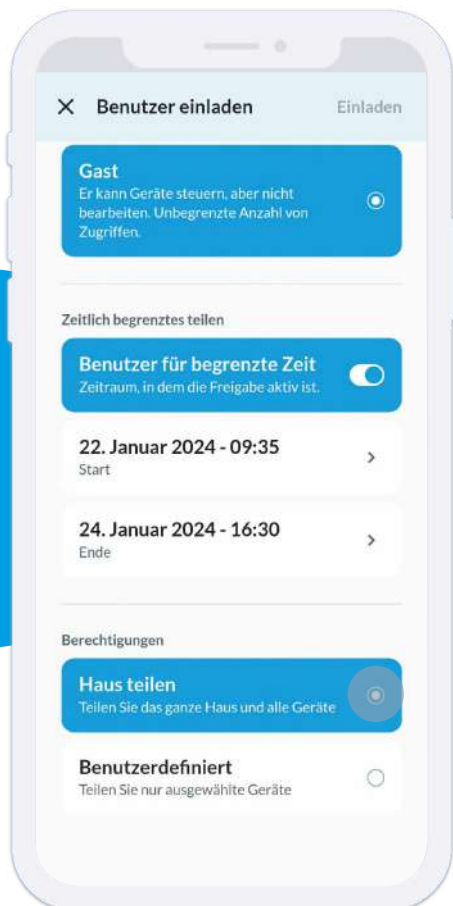 Benutzer einladen Einladen
Gast
Er kann Geräte steuern, aber nicht
bearbeiten. Unbegrenzte Anzahl von
Zugriffen.
Zeitlich begrenztes teilen
Benutzer für begrenzte Zeit
Zeitraum, in dem die Freigabe aktiv ist.
22. Januar 2024 - 09:35
Start
24. Januar 2024 - 16:30
Ende
Berechtigungen
Haus teilen
Teilen Sie das ganze Haus und alle Geräte
Benutzerdefiniert
Teilen Sie nur ausgewählte Geräte